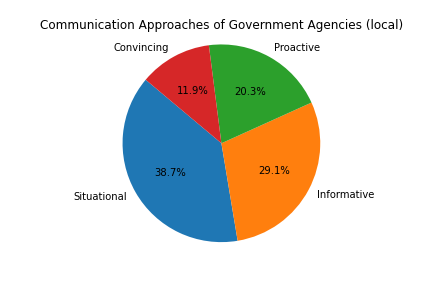 Communication Approaches of Government Agencies (local)
Convincing
Proactive
11.9%
20.3%
38.7%
29.1%
Situational
Informative